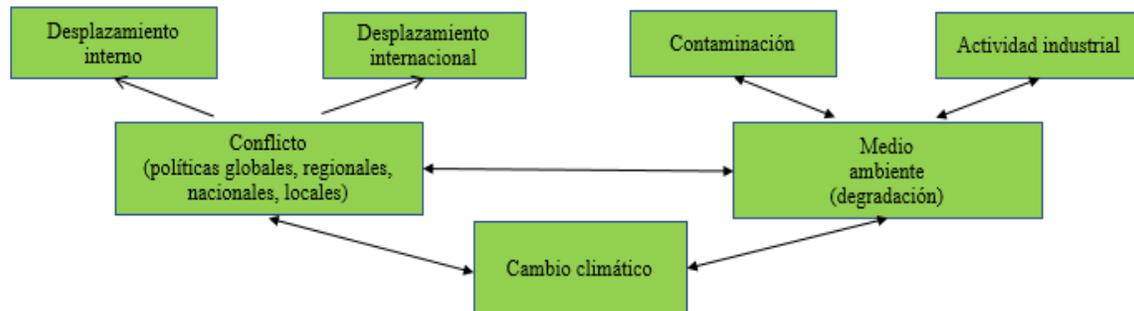 Desplazamiento
interno
Desplazamiento
internacional
Contaminación
Actividad industrial
Conflicto
(políticas globales, regionales,
nacionales, locales)
Medio
ambiente
(degradación)
Cambio climático